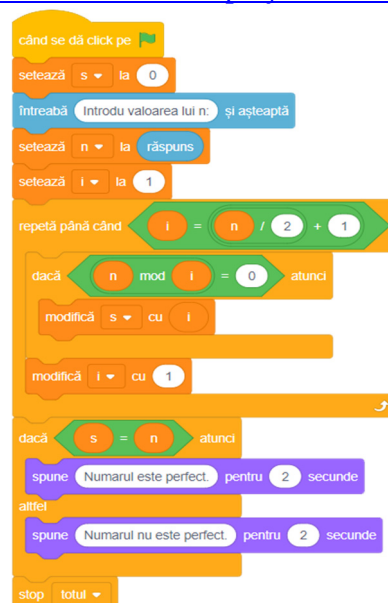 când se dă click pe
setează s la 0
întreabă Introdu valoarea lui n: și așteaptă
setează n la răspuns
setează i la 1
repetă până când i = n / 2 + 1
dacă n mod i = 0 atunci
modifică s cu i
modifică i cu 1
dacă s = n atunci
spune Numarul este perfect. pentru 2 secunde
altfel
spune Numarul nu este perfect. pentru 2 secunde
stop totul